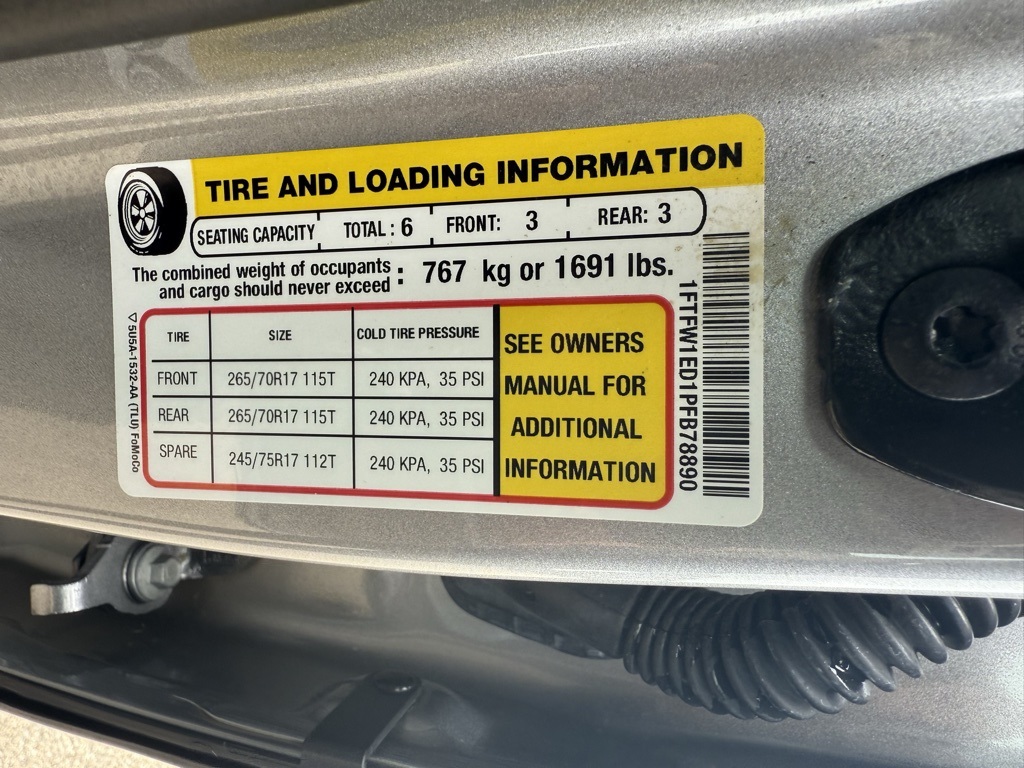 TIRE AND LOADING INFORMATION
SEATING CAPACITY TOTAL : 6 FRONT: 3 REAR: 3
The combined weight of occupants
and cargo should never exceed : 767 kg or 1691 lbs.
TIRE SIZE COLD TIRE PRESSURE
FRONT 265/70R17 115T 240 KPA, 35 PSI
REAR 265/70R17 115T 240 KPA, 35 PSI
SPARE 245/75R17 112T 240 KPA, 35 PSI
SEE OWNERS
MANUAL FOR
ADDITIONAL
INFORMATION
1FTFW1ED1PFB78890
5U5A-1532-AA (TLU) FoMoCo